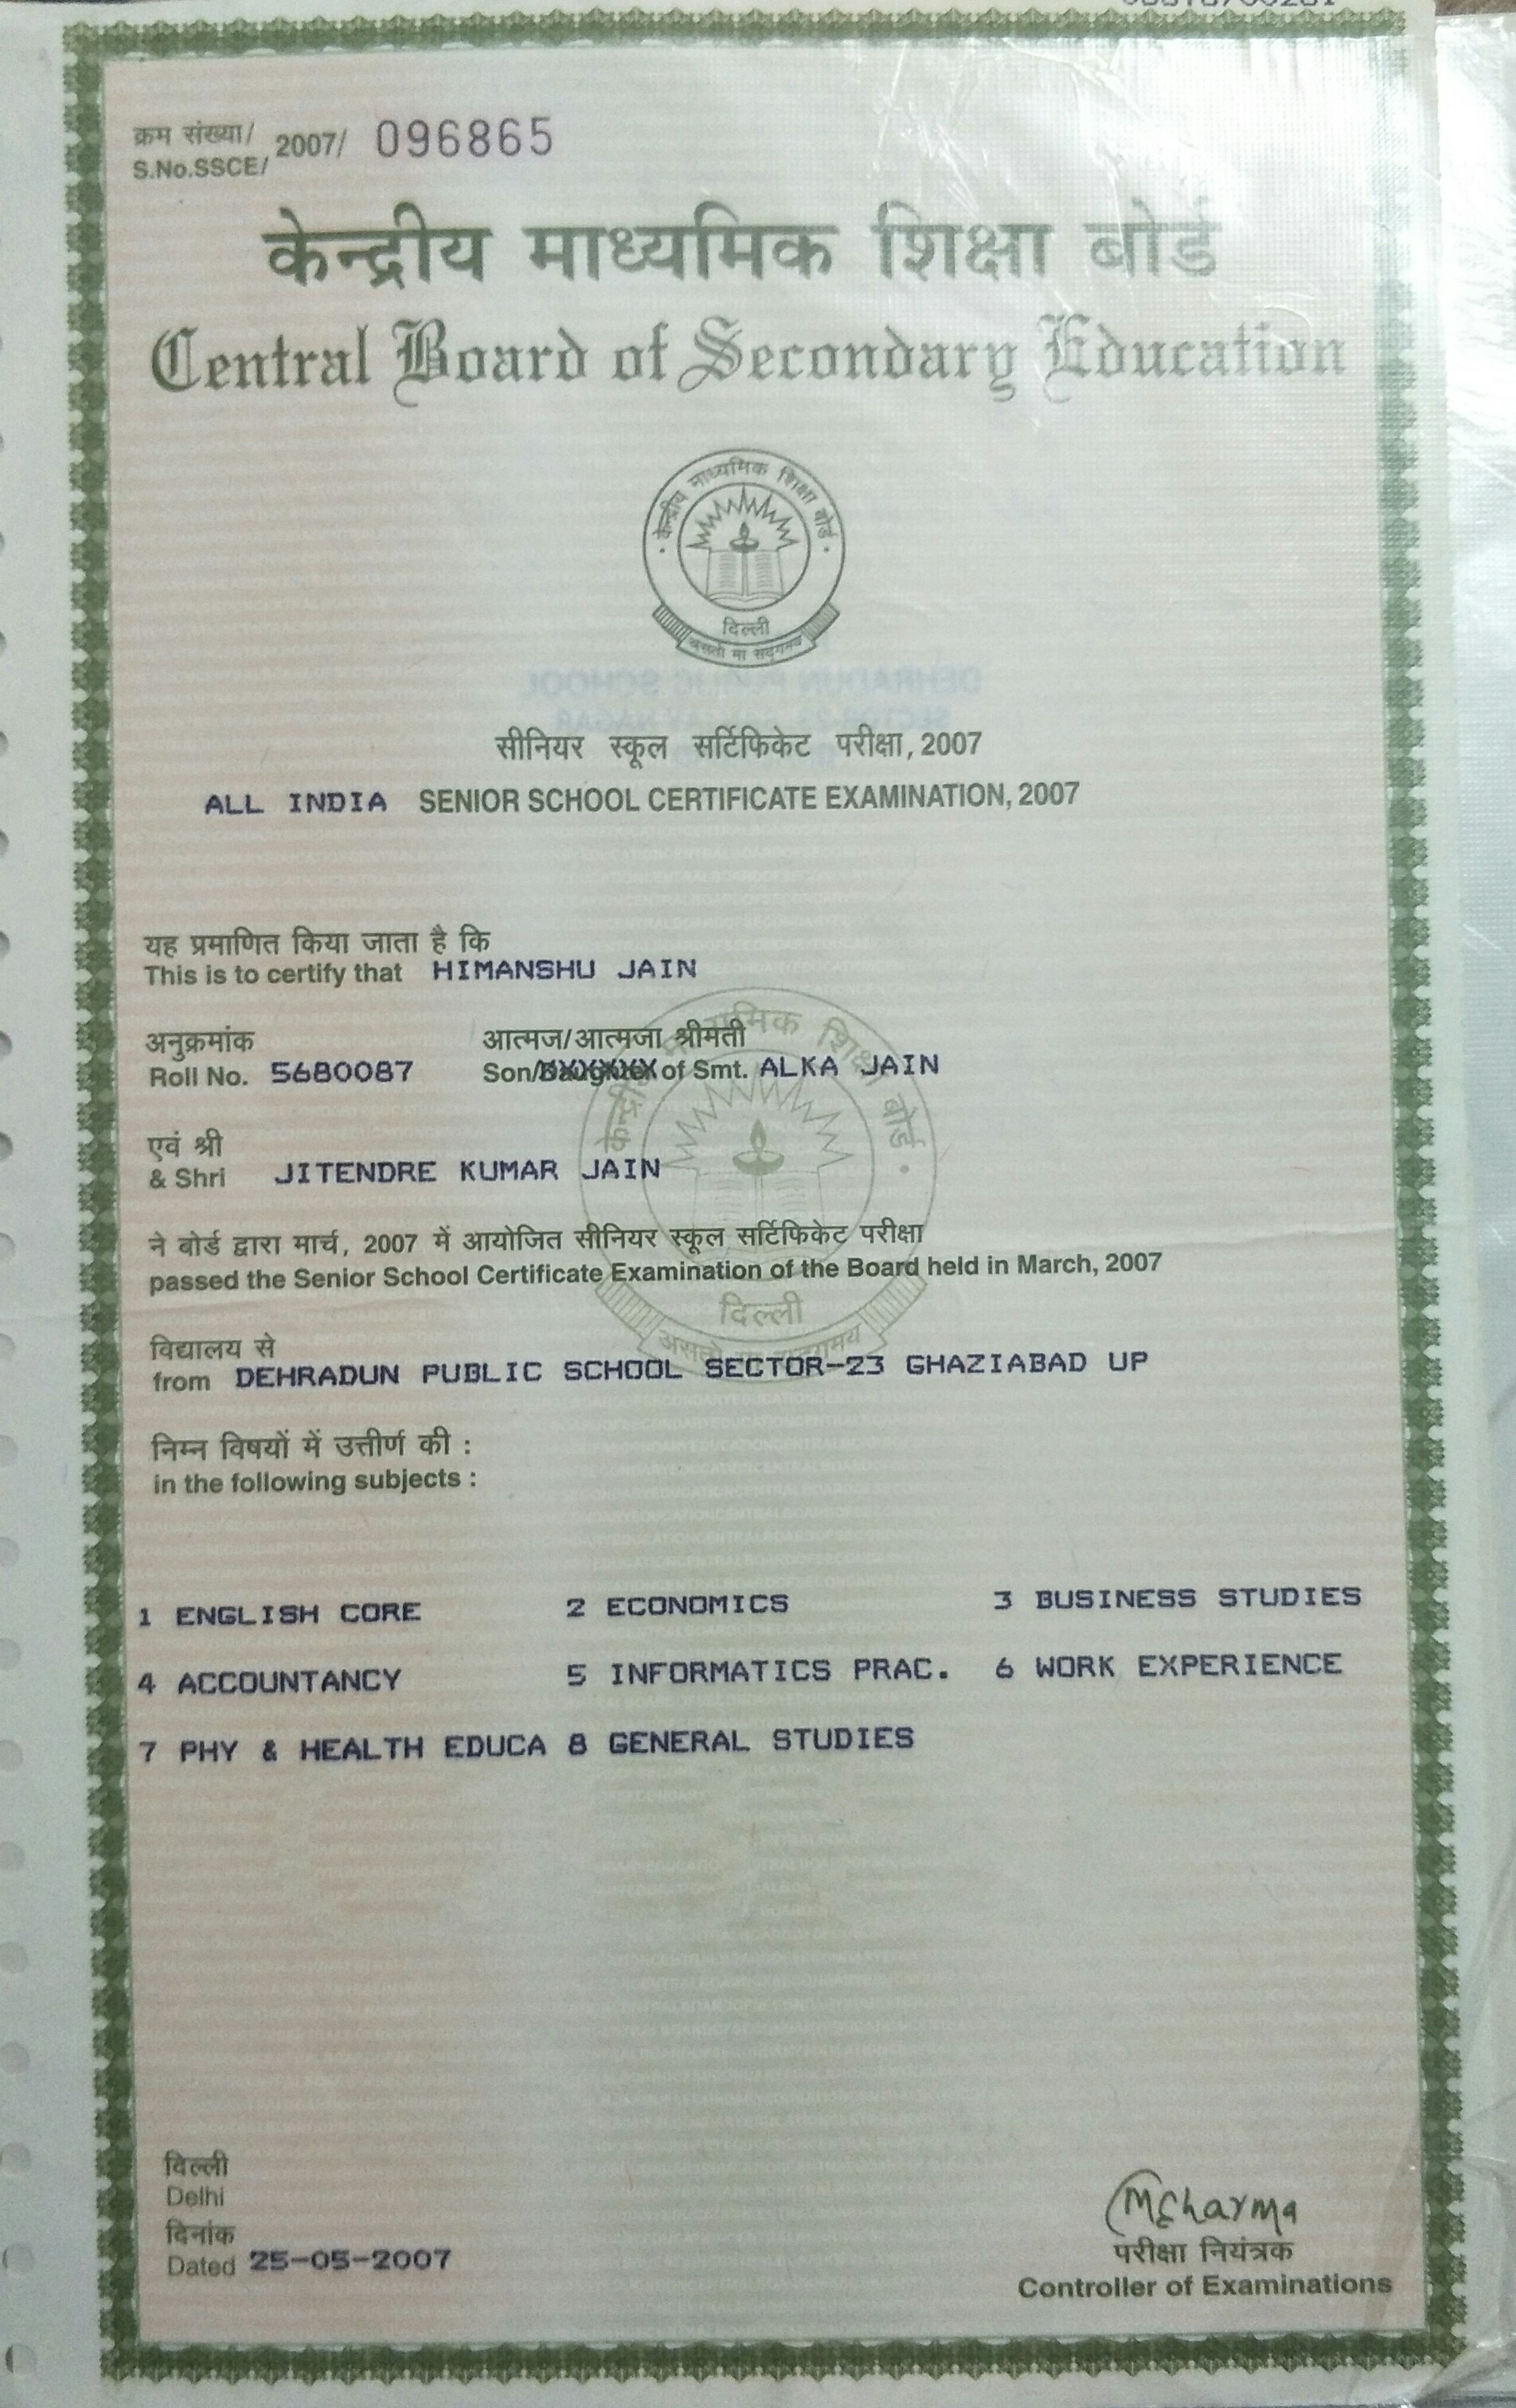 क्रम संख्या/
S.No.SSCE/ 2007/ 096865
केन्द्रीय माध्यमिक शिक्षा बोर्ड
Central Board of Secondary Education
केन्द्रीय माध्यमिक शिक्षा बोर्ड
दिल्ली
असतो मा सद्गमय
सीनियर स्कूल सर्टिफिकेट परीक्षा, 2007
ALL INDIA SENIOR SCHOOL CERTIFICATE EXAMINATION, 2007
यह प्रमाणित किया जाता है कि
This is to certify that HIMANSHU JAIN
अनुक्रमांक आत्मज/आत्मजा श्रीमती
Roll No. 5680087 Son/Daughter of Smt. ALKA JAIN
एवं श्री
& Shri JITENDRE KUMAR JAIN
ने बोर्ड द्वारा मार्च, 2007 में आयोजित सीनियर स्कूल सर्टिफिकेट परीक्षा
passed the Senior School Certificate Examination of the Board held in March, 2007
दिल्ली
विद्यालय से
from DEHRADUN PUBLIC SCHOOL SECTOR-23 GHAZIABAD UP
निम्न विषयों में उत्तीर्ण की :
in the following subjects :
1 ENGLISH CORE 2 ECONOMICS 3 BUSINESS STUDIES
4 ACCOUNTANCY 5 INFORMATICS PRAC. 6 WORK EXPERIENCE
7 PHY & HEALTH EDUCA 8 GENERAL STUDIES
दिल्ली
Delhi
दिनांक
Dated 25-05-2007
MSharma
परीक्षा नियंत्रक
Controller of Examinations